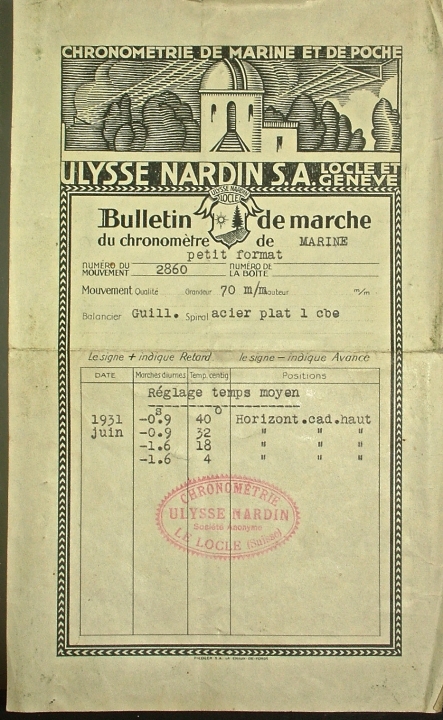 CHRONOMETRIE DE MARINE ET DE POCHE
ULYSSE NARDIN S.A. LOCLE ET GENEVE
ULYSSE NARDIN
LOCLE
Bulletin de marche
du chronomètre de MARINE
petit format
NUMÉRO DU MOUVEMENT 2860 NUMÉRO DE LA BOÎTE
Mouvement Qualité Grandeur 70 m/m Hauteur m/m
Balancier Guill. Spiral acier plat 1 cbe
Le signe + indique Retard le signe — indique Avance
DATE Marches diurnes Temp. centig. Positions
Réglage temps moyen
s o
1931 -0.9 40 Horizont.cad.haut
juin -0.9 32 " " "
-1.6 18 " " "
-1.6 4 " " "
CHRONOMÉTRIE
ULYSSE NARDIN
Société Anonyme
LE LOCLE (Suisse)